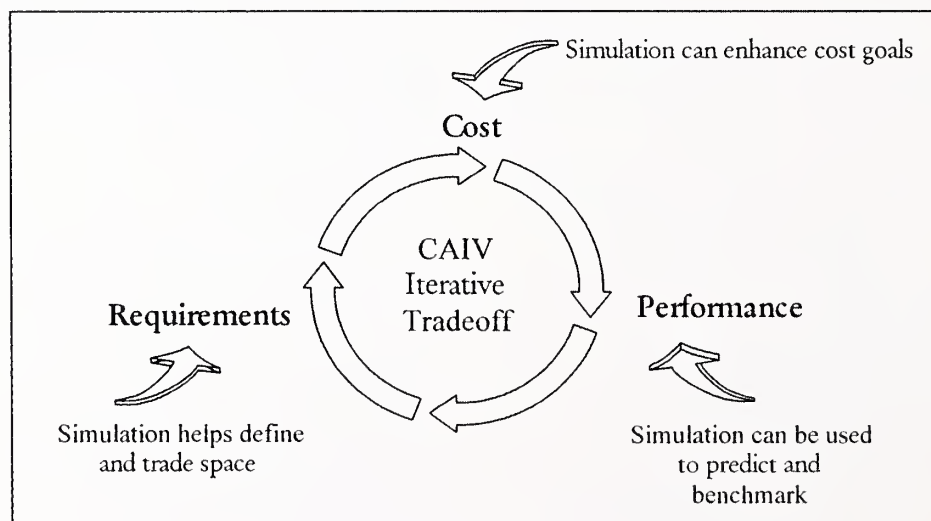 Simulation can enhance cost goals
Cost
CAIV
Iterative
Tradeoff
Requirements
Performance
Simulation helps define
and trade space
Simulation can be used
to predict and
benchmark